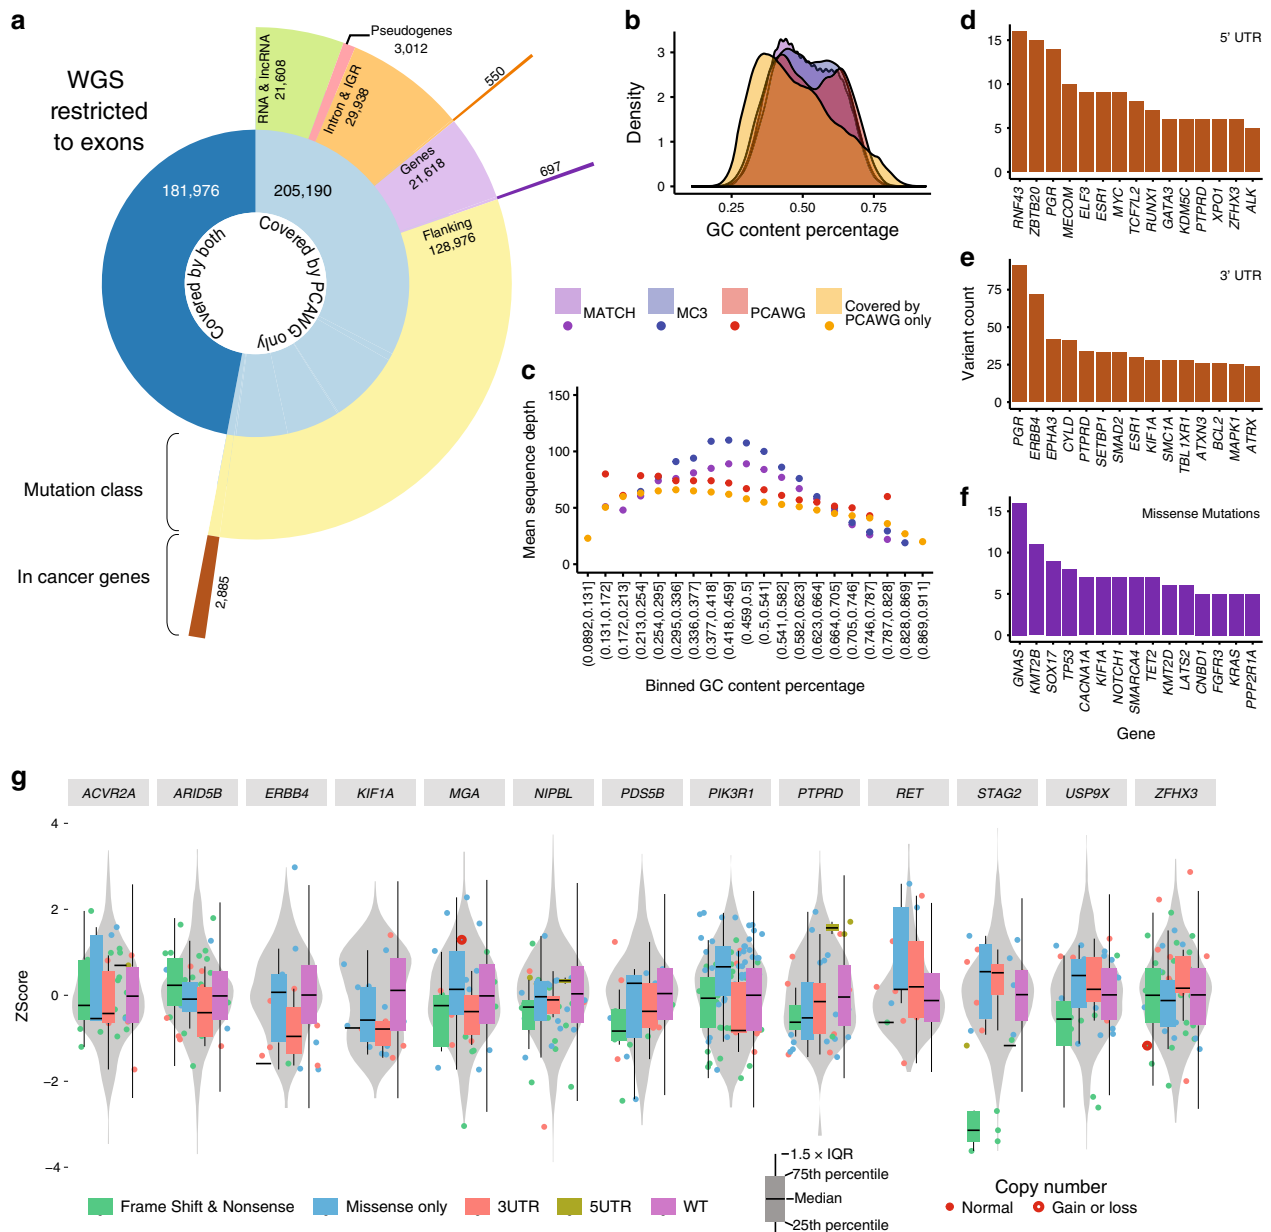 a
WGS
restricted
to exons
RNA & lncRNA
21,608
Pseudogenes
3,012
Intron & IGR
29,938
550
Genes
21,618
697
Flanking
128,976
181,976
205,190
Covered by both
Covered by PCAWG only
Mutation class
In cancer genes
2,885
b
Density
3
2
1
0
0.25
0.50
0.75
GC content percentage
MATCH
MC3
PCAWG
Covered by
PCAWG only
c
Mean sequence depth
150
100
50
0
(0.0892,0.131]
(0.131,0.172]
(0.172,0.213]
(0.213,0.254]
(0.254,0.295]
(0.295,0.336]
(0.336,0.377]
(0.377,0.418]
(0.418,0.459]
(0.459,0.5]
(0.5,0.541]
(0.541,0.582]
(0.582,0.623]
(0.623,0.664]
(0.664,0.705]
(0.705,0.746]
(0.746,0.787]
(0.787,0.828]
(0.828,0.869]
(0.869,0.911]
Binned GC content percentage
d
5' UTR
15
10
5
0
RNF43
ZBTB20
PGR
MECOM
ELF3
ESR1
MYC
TCF7L2
RUNX1
GATA3
KDM5C
PTPRD
XPO1
ZFHX3
ALK
e
3' UTR
Variant count
75
50
25
0
PGR
ERBB4
EPHA3
CYLD
PTPRD
SETBP1
SMAD2
ESR1
KIF1A
SMC1A
TBL1XR1
ATXN3
BCL2
MAPK1
ATRX
f
Missense Mutations
15
10
5
0
GNAS
KMT2B
SOX17
TP53
CACNA1A
KIF1A
NOTCH1
SMARCA4
TET2
KMT2D
LATS2
CNBD1
FGFR3
KRAS
PPP2R1A
Gene
g
ACVR2A
ARID5B
ERBB4
KIF1A
MGA
NIPBL
PDS5B
PIK3R1
PTPRD
RET
STAG2
USP9X
ZFHX3
ZScore
4
2
0
−2
−4
Frame Shift & Nonsense
Missense only
3UTR
5UTR
WT
1.5 × IQR
75th percentile
Median
25th percentile
Copy number
Normal
Gain or loss